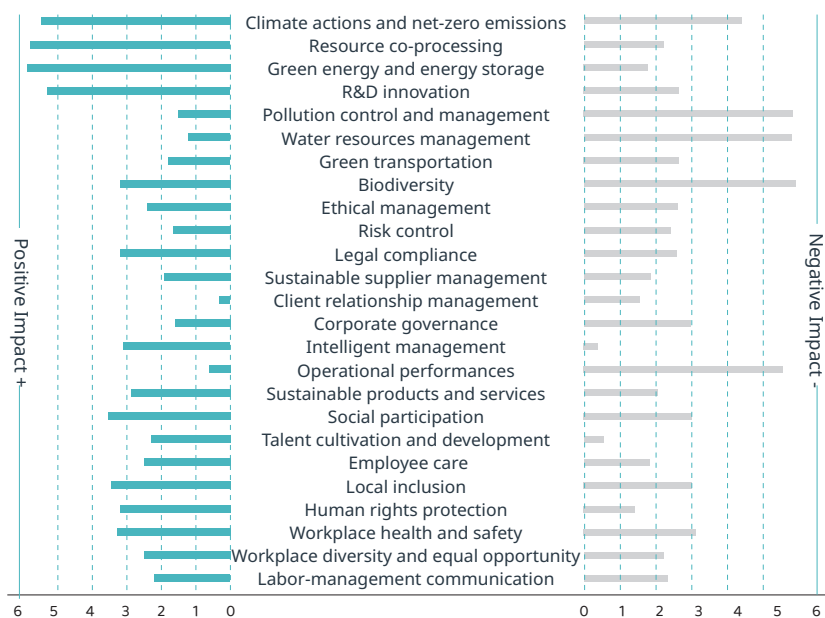 Climate actions and net-zero emissions
Resource co-processing
Green energy and energy storage
R&D innovation
Pollution control and management
Water resources management
Green transportation
Biodiversity
Ethical management
Risk control
Legal compliance
Sustainable supplier management
Client relationship management
Corporate governance
Intelligent management
Operational performances
Sustainable products and services
Social participation
Talent cultivation and development
Employee care
Local inclusion
Human rights protection
Workplace health and safety
Workplace diversity and equal opportunity
Labor-management communication
Positive Impact +
Negative Impact -
6 5 4 3 2 1 0
0 1 2 3 4 5 6